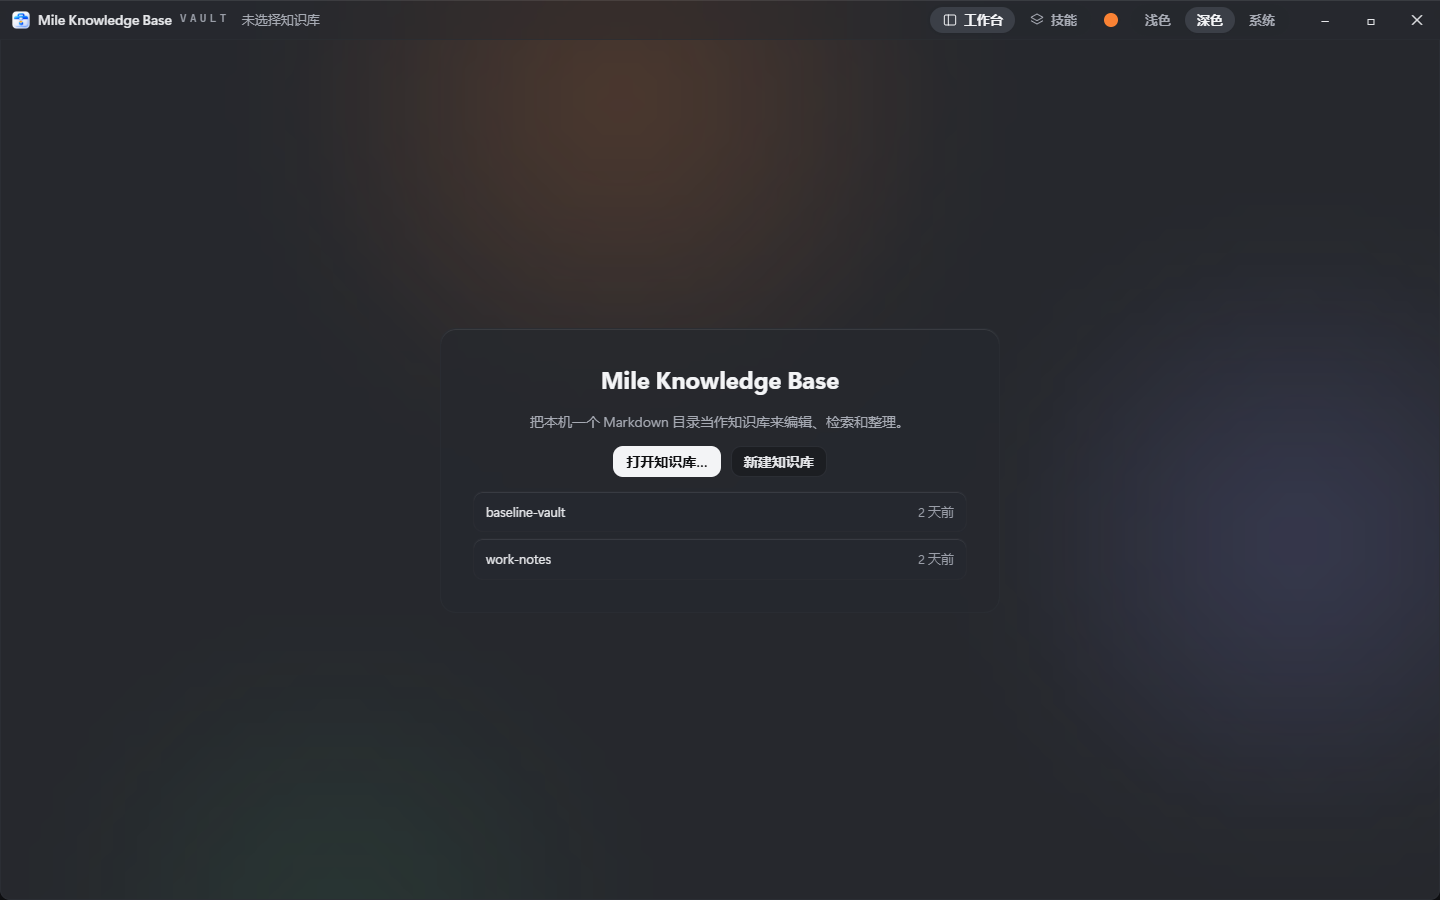 Mile Knowledge Base VAULT 未选择知识库 工作台 技能 浅色 深色 系统
Mile Knowledge Base
把本机一个 Markdown 目录当作知识库来编辑、检索和整理。
打开知识库... 新建知识库
baseline-vault 2 天前
work-notes 2 天前